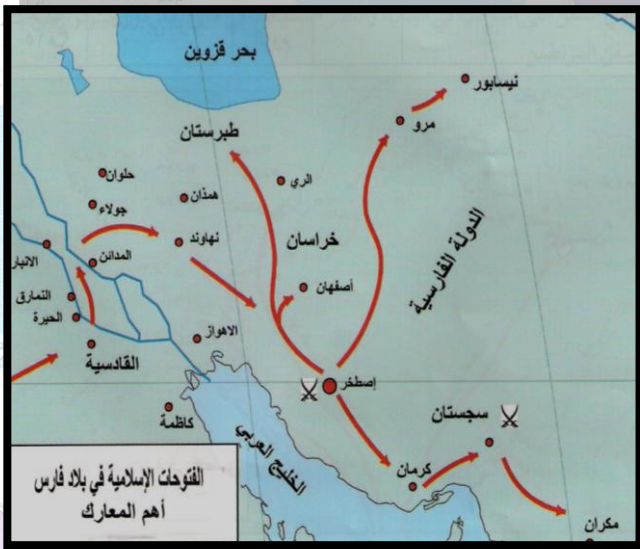 بحر قزوين
نيسابور
مرو
طبرستان
الري
حلوان
همذان
جولاء
نهاوند
خراسان
الدولة الفارسية
الانبار
المدائن
أصفهان
النمارق
الحيرة
الاهواز
القادسية
إصطخر
كاظمة
سجستان
الخليج العربي
كرمان
مكران
الفتوحات الإسلامية في بلاد فارس
أهم المعارك